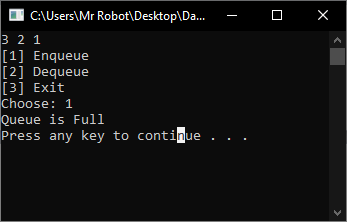 C:\Users\Mr Robot\Desktop\Da...
3 2 1
[1] Enqueue
[2] Dequeue
[3] Exit
Choose: 1
Queue is Full
Press any key to continue . . .